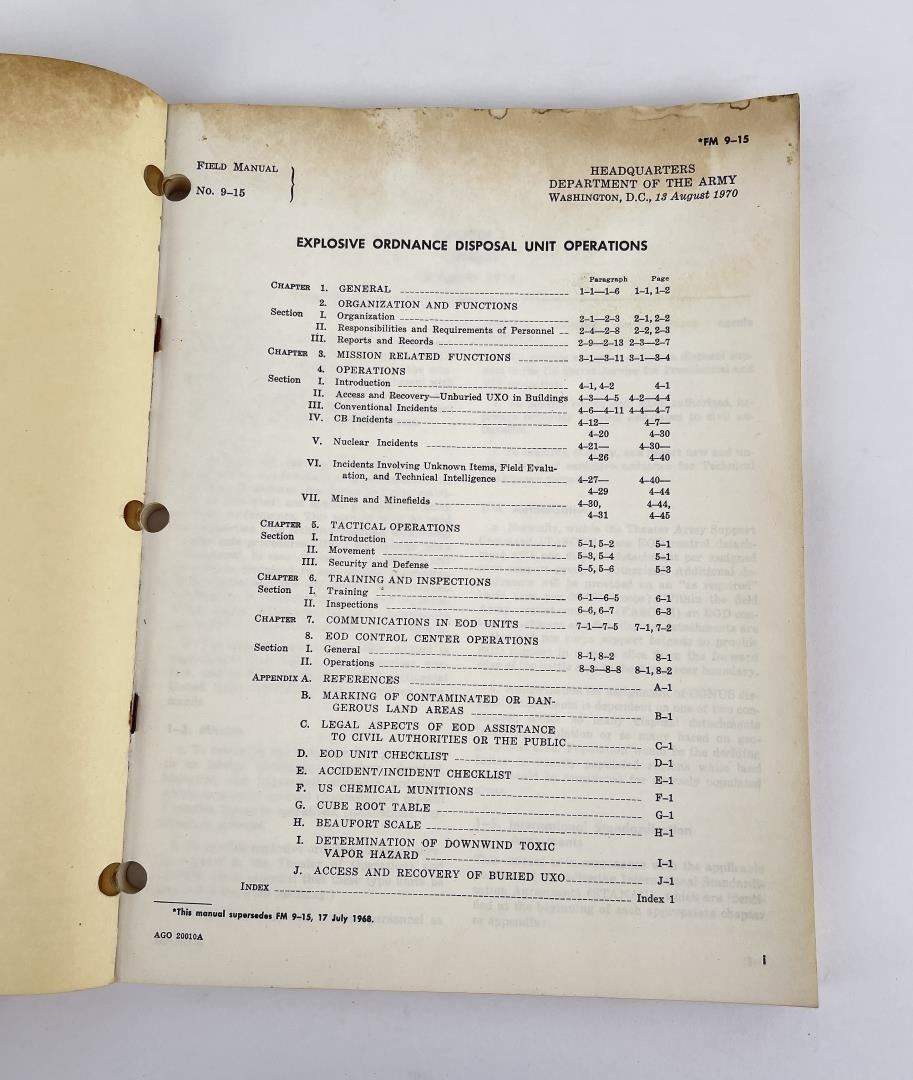 *FM 9–15
FIELD MANUAL
No. 9–15
HEADQUARTERS
DEPARTMENT OF THE ARMY
WASHINGTON, D.C., 13 August 1970
EXPLOSIVE ORDNANCE DISPOSAL UNIT OPERATIONS
Paragraph Page
CHAPTER 1. GENERAL 1–1—1–6 1–1, 1–2
2. ORGANIZATION AND FUNCTIONS
Section I. Organization 2–1—2–3 2–1, 2–2
II. Responsibilities and Requirements of Personnel 2–4—2–8 2–2, 2–3
III. Reports and Records 2–9—2–13 2–3—2–7
CHAPTER 3. MISSION RELATED FUNCTIONS 3–1—3–11 3–1—3–4
4. OPERATIONS
Section I. Introduction 4–1, 4–2 4–1
II. Access and Recovery—Unburied UXO in Buildings 4–3—4–5 4–2—4–4
III. Conventional Incidents 4–6—4–11 4–4—4–7
IV. CB Incidents 4–12— 4–7—
4–20 4–30
V. Nuclear Incidents 4–21— 4–30—
4–26 4–40
VI. Incidents Involving Unknown Items, Field Evalu-
ation, and Technical Intelligence 4–27— 4–40—
4–29 4–44
VII. Mines and Minefields 4–30, 4–44,
4–31 4–45
CHAPTER 5. TACTICAL OPERATIONS
Section I. Introduction 5–1, 5–2 5–1
II. Movement 5–3, 5–4 5–1
III. Security and Defense 5–5, 5–6 5–3
CHAPTER 6. TRAINING AND INSPECTIONS
Section I. Training 6–1—6–5 6–1
II. Inspections 6–6, 6–7 6–3
CHAPTER 7. COMMUNICATIONS IN EOD UNITS 7–1—7–5 7–1, 7–2
8. EOD CONTROL CENTER OPERATIONS
Section I. General 8–1, 8–2 8–1
II. Operations 8–3—8–8 8–1, 8–2
APPENDIX A. REFERENCES A–1
B. MARKING OF CONTAMINATED OR DAN-
GEROUS LAND AREAS B–1
C. LEGAL ASPECTS OF EOD ASSISTANCE
TO CIVIL AUTHORITIES OR THE PUBLIC C–1
D. EOD UNIT CHECKLIST D–1
E. ACCIDENT/INCIDENT CHECKLIST E–1
F. US CHEMICAL MUNITIONS F–1
G. CUBE ROOT TABLE G–1
H. BEAUFORT SCALE H–1
I. DETERMINATION OF DOWNWIND TOXIC
VAPOR HAZARD I–1
J. ACCESS AND RECOVERY OF BURIED UXO J–1
INDEX Index 1
*This manual supersedes FM 9–15, 17 July 1968.
AGO 20010A
i